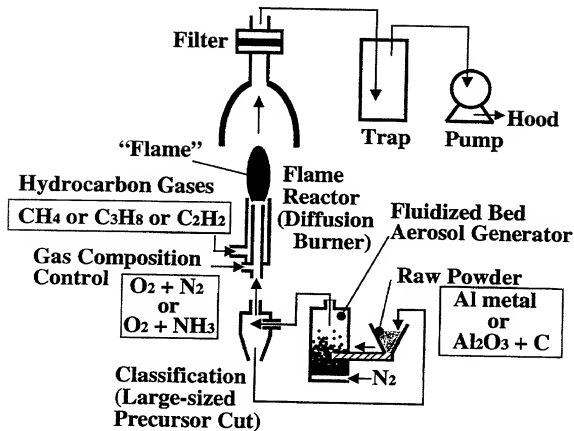 Filter
Trap
Pump
Hood
“Flame”
Flame
Reactor
(Diffusion
Burner)
Hydrocarbon Gases
CH4 or C3H8 or C2H2
Gas Composition
Control
O2 + N2
or
O2 + NH3
Fluidized Bed
Aerosol Generator
Raw Powder
Al metal
or
Al2O3 + C
N2
Classification
(Large-sized
Precursor Cut)